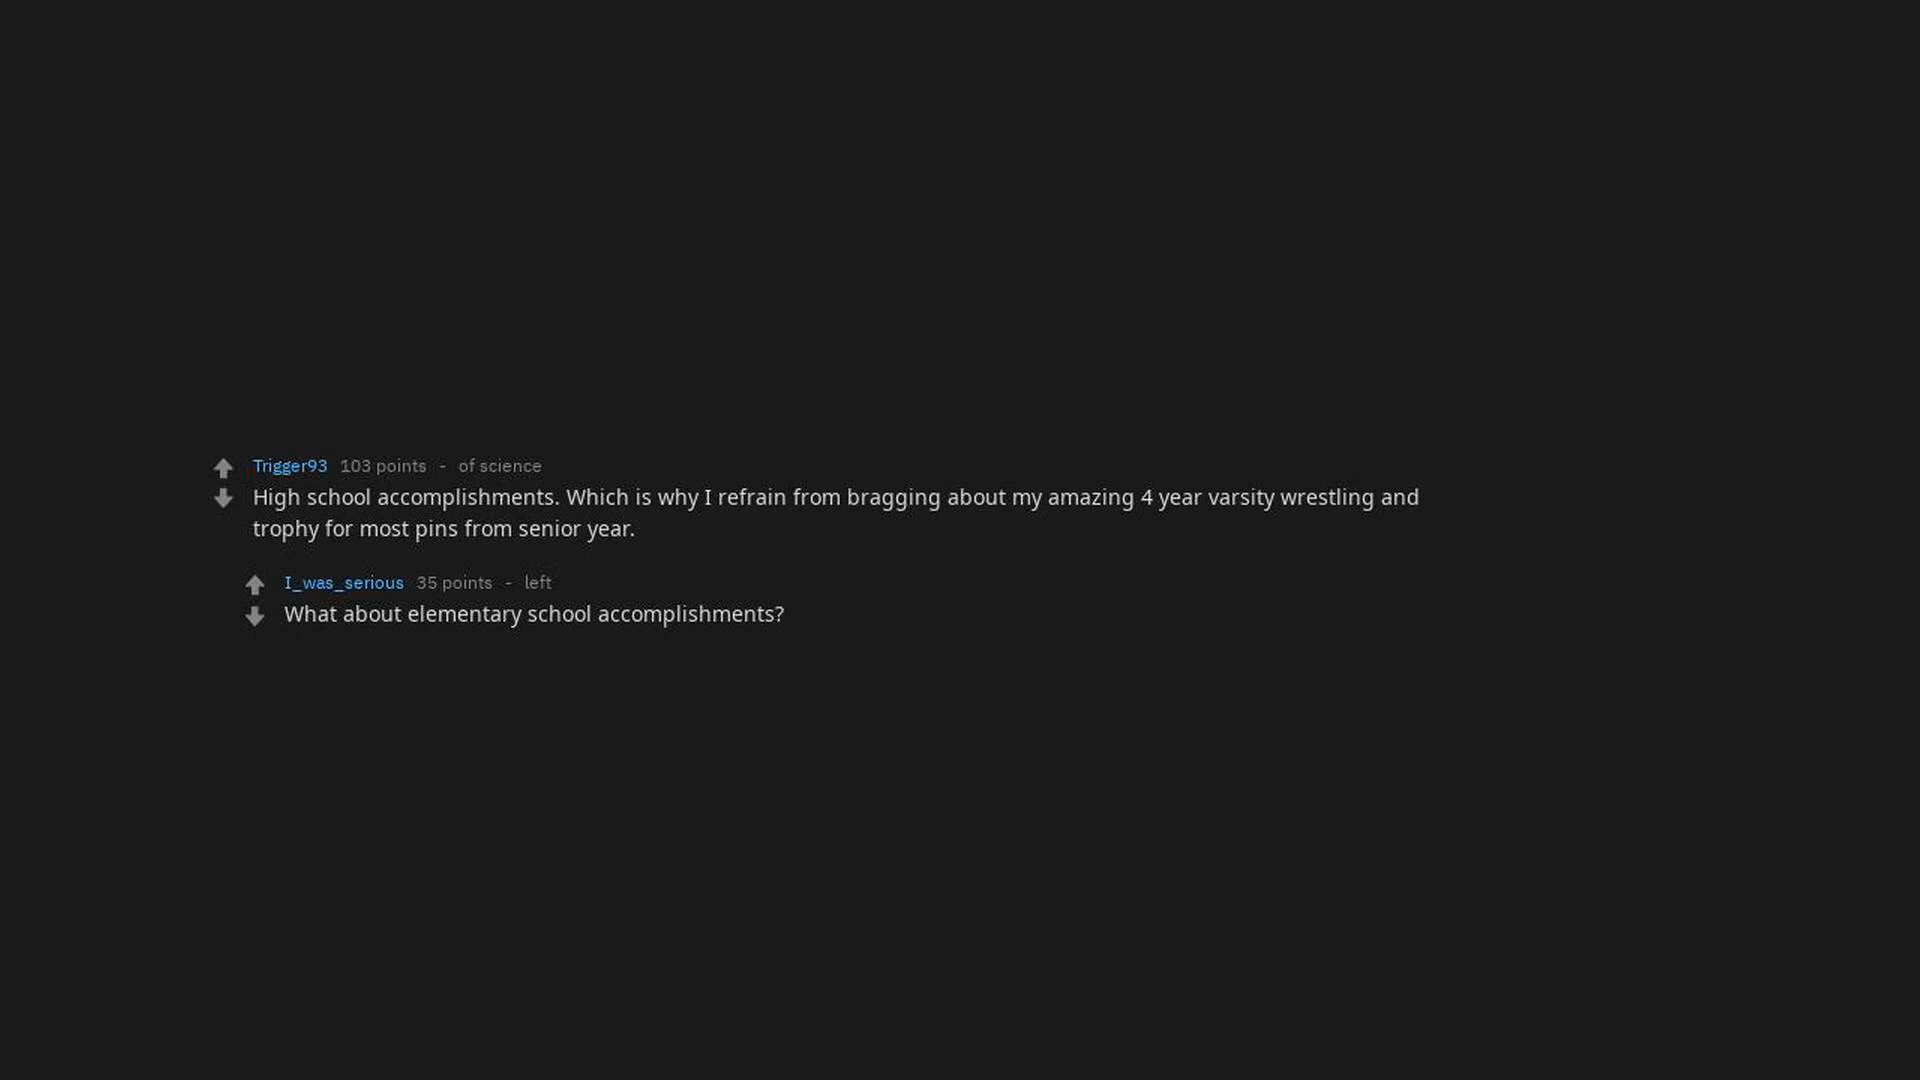 Trigger93 103 points - of science
High school accomplishments. Which is why I refrain from bragging about my amazing 4 year varsity wrestling and
trophy for most pins from senior year.
I_was_serious 35 points - left
What about elementary school accomplishments?